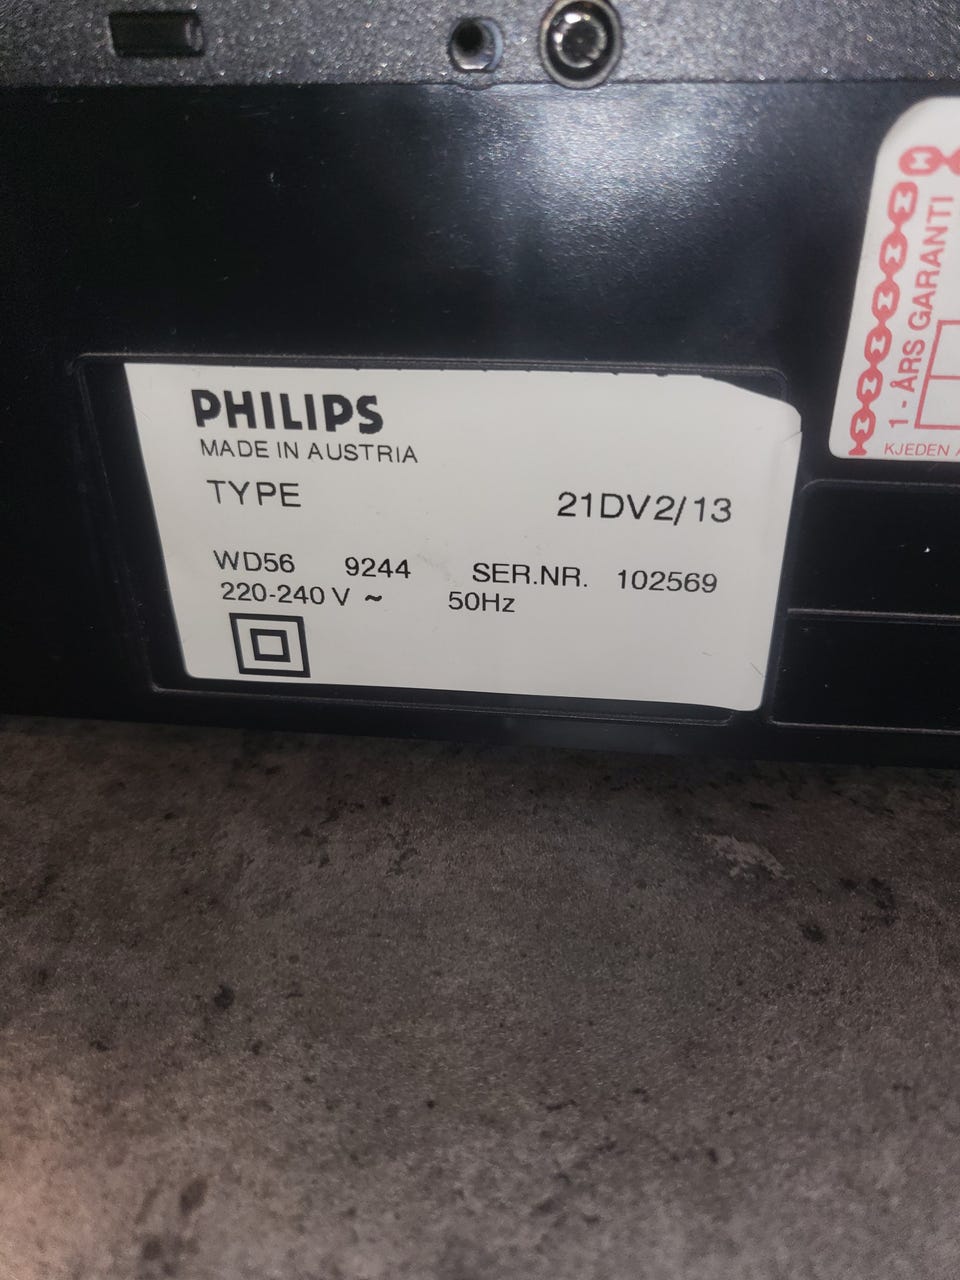 PHILIPS
MADE IN AUSTRIA
TYPE 21DV2/13
WD56 9244 SER.NR. 102569
220-240 V ~ 50Hz
1-ÅRS GARANTI
KJEDEN